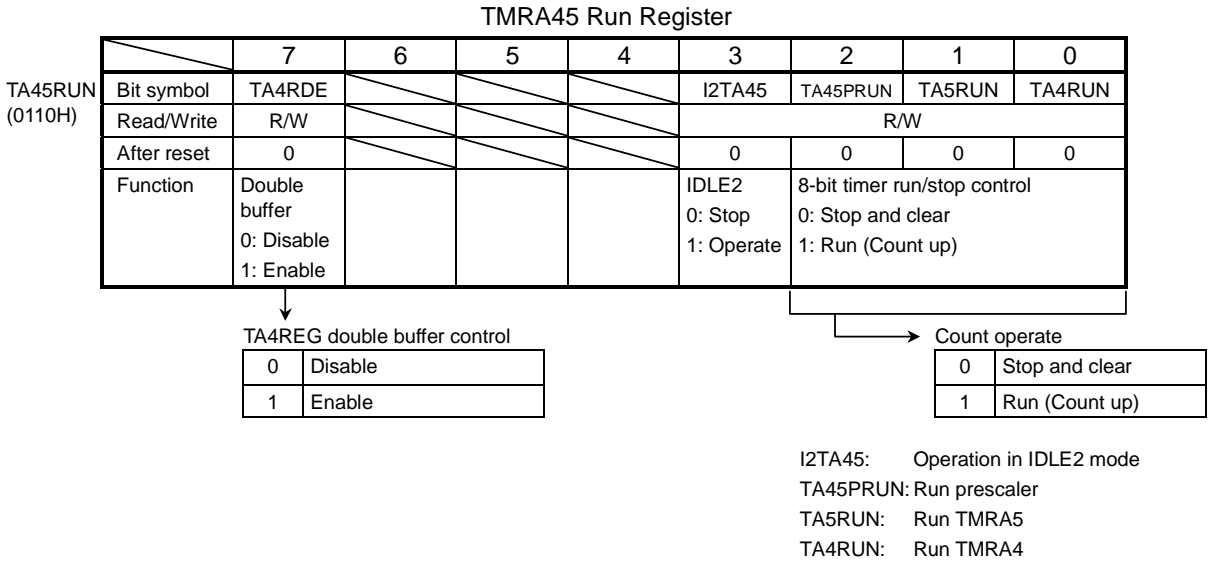 TMRA45 Run Register
7 6 5 4 3 2 1 0
TA45RUN Bit symbol TA4RDE I2TA45 TA45PRUN TA5RUN TA4RUN
(0110H) Read/Write R/W R/W
After reset 0 0 0 0 0
Function Double IDLE2 8-bit timer run/stop control
buffer 0: Stop 0: Stop and clear
0: Disable 1: Operate 1: Run (Count up)
1: Enable
TA4REG double buffer control Count operate
0 Disable 0 Stop and clear
1 Enable 1 Run (Count up)
I2TA45: Operation in IDLE2 mode
TA45PRUN: Run prescaler
TA5RUN: Run TMRA5
TA4RUN: Run TMRA4